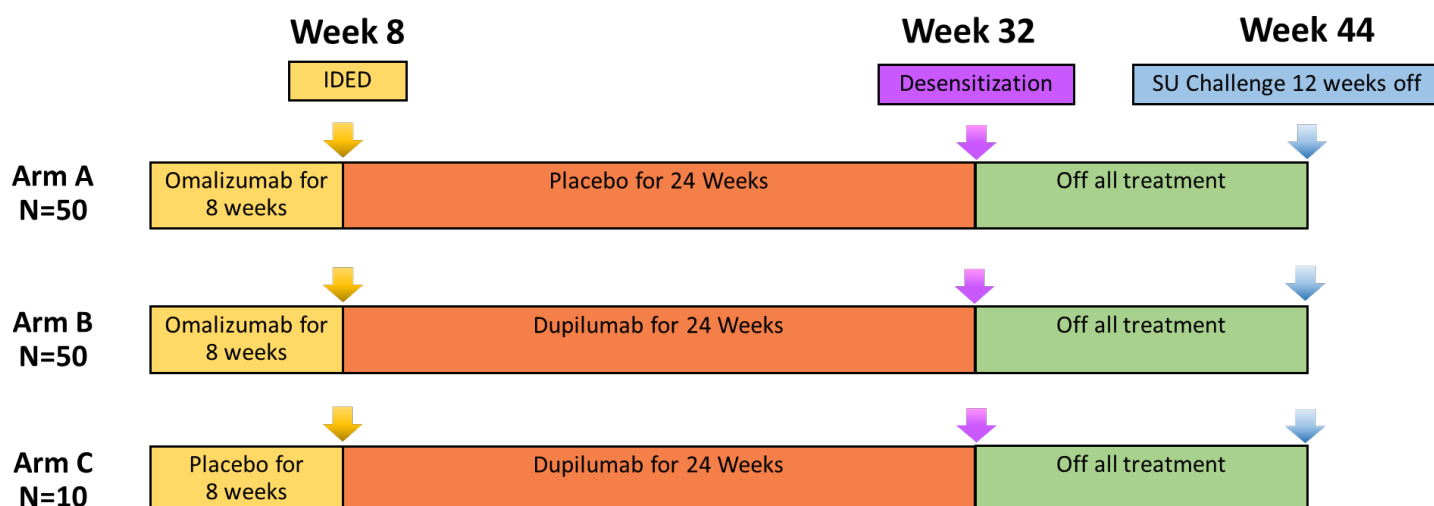 Week 8
Week 32
Week 44
IDED
Desensitization
SU Challenge 12 weeks off
Arm A
N=50
Omalizumab for
8 weeks
Placebo for 24 Weeks
Off all treatment
Arm B
N=50
Omalizumab for
8 weeks
Dupilumab for 24 Weeks
Off all treatment
Arm C
N=10
Placebo for
8 weeks
Dupilumab for 24 Weeks
Off all treatment